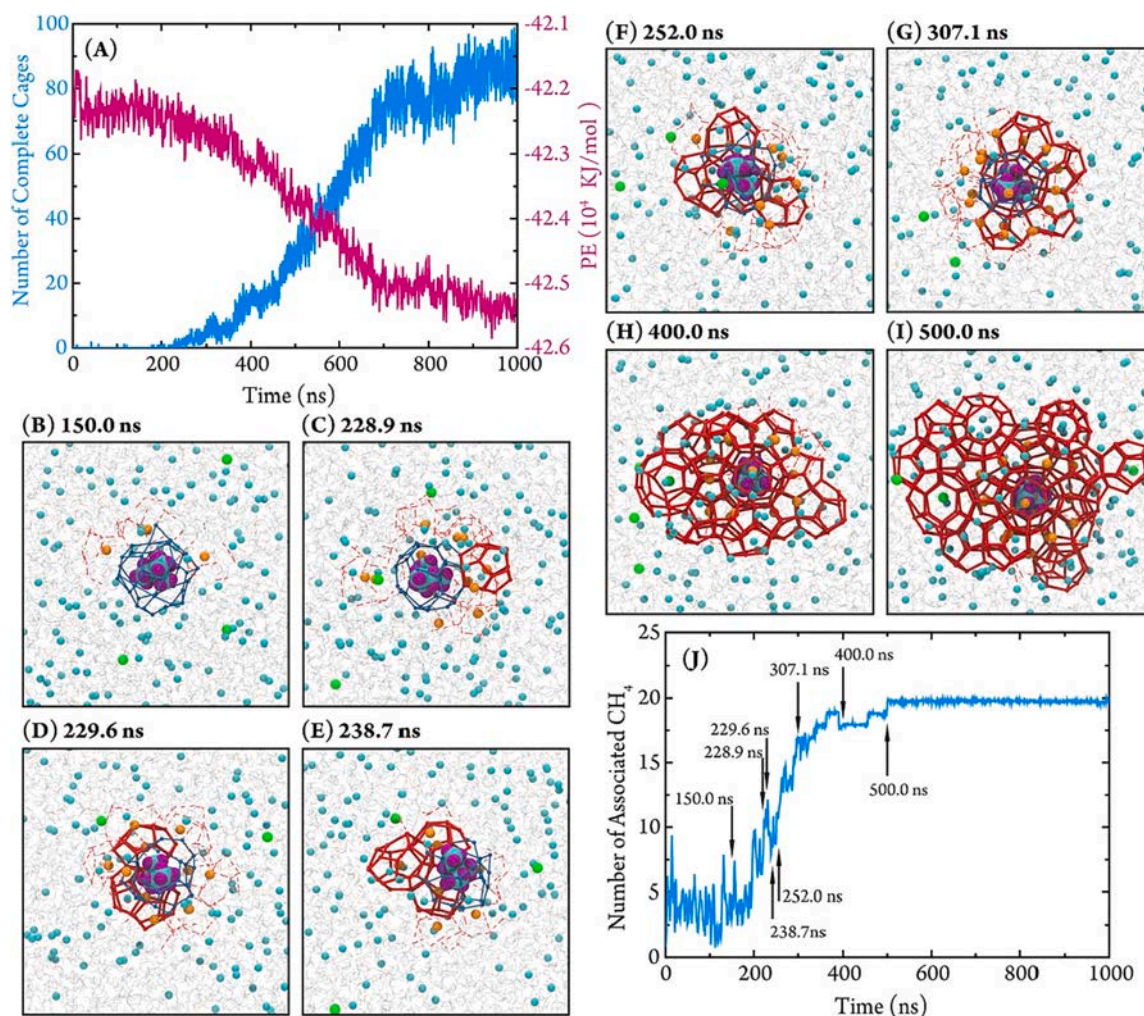 (A)
Number of Complete Cages
100
80
60
40
20
0
0 200 400 600 800 1000
Time (ns)
-42.1
-42.2
-42.3
-42.4
-42.5
-42.6
PE (10⁴ KJ/mol)
(B) 150.0 ns
(C) 228.9 ns
(D) 229.6 ns
(E) 238.7 ns
(F) 252.0 ns
(G) 307.1 ns
(H) 400.0 ns
(I) 500.0 ns
(J)
Number of Associated CH₄
25
20
15
10
5
0
307.1 ns
400.0 ns
229.6 ns
228.9 ns
150.0 ns
500.0 ns
252.0 ns
238.7ns
0 200 400 600 800 1000
Time (ns)